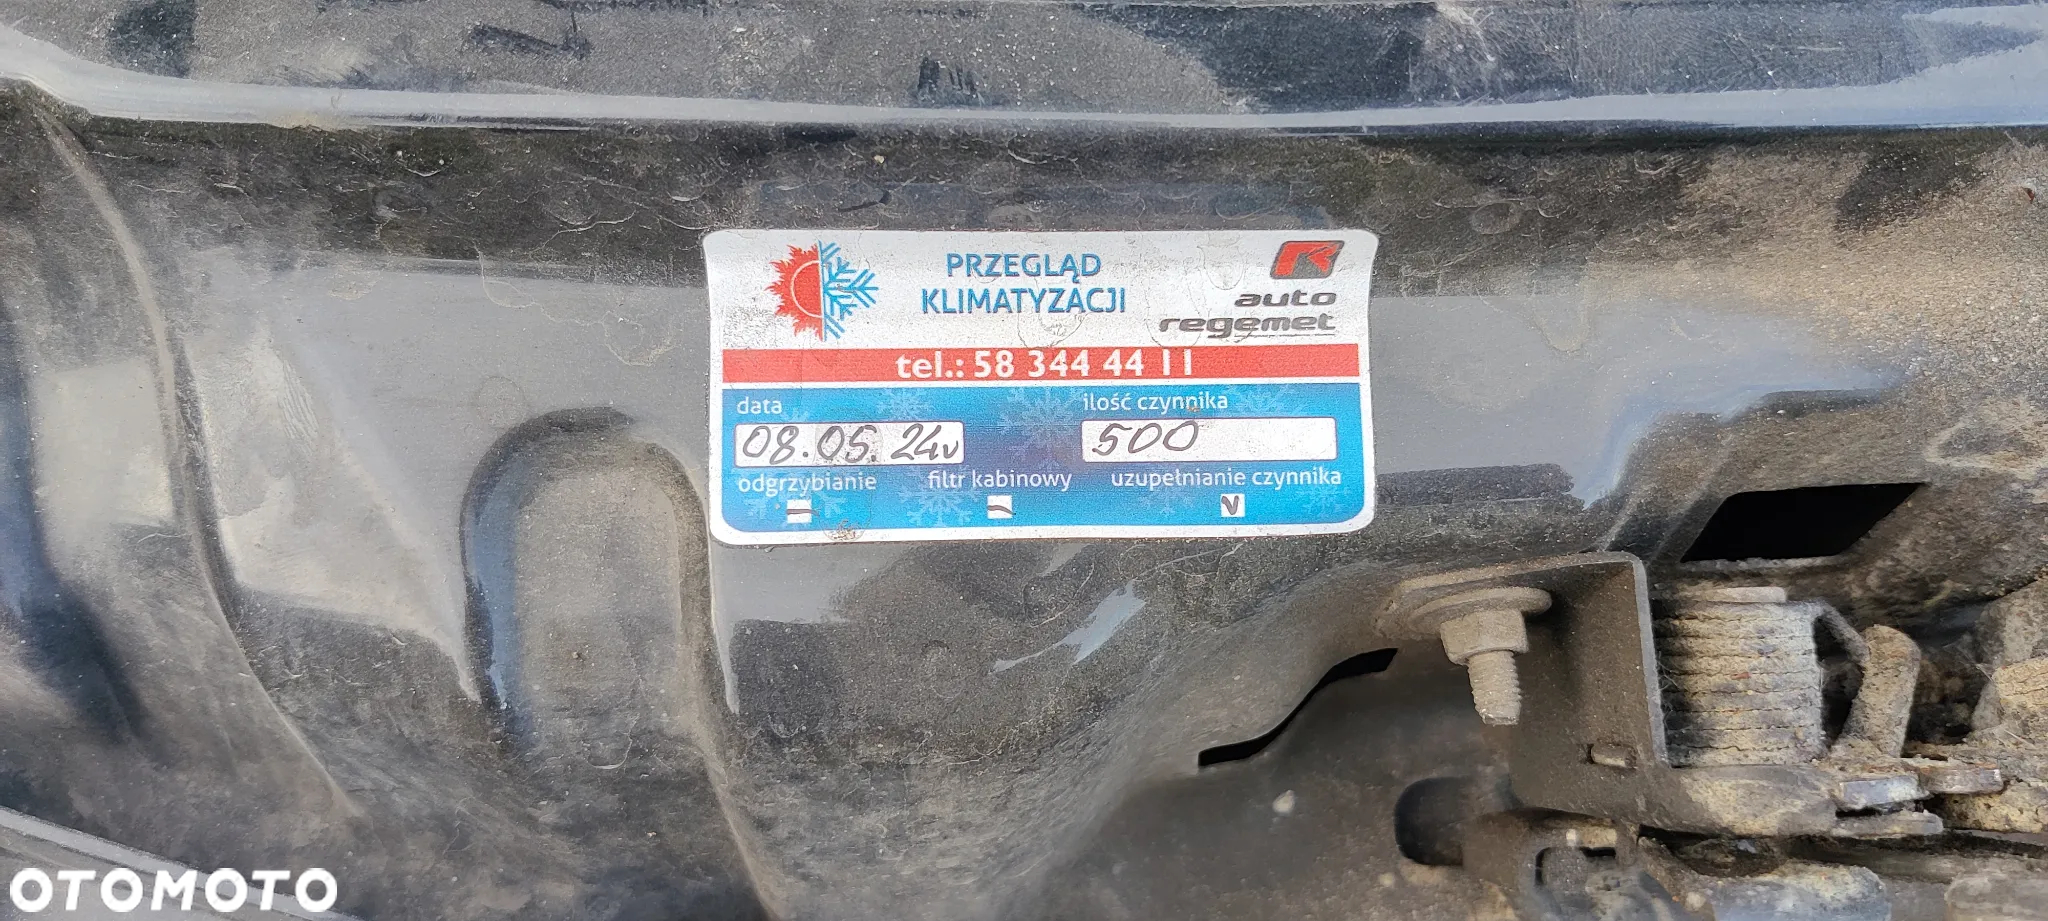 PRZEGLĄD
KLIMATYZACJI
R
auto
regemet
tel.: 58 344 44 11
data
ilość czynnika
08.05.24r
500
odgrzybianie filtr kabinowy uzupełnianie czynnika
– – V
OTOMOTO